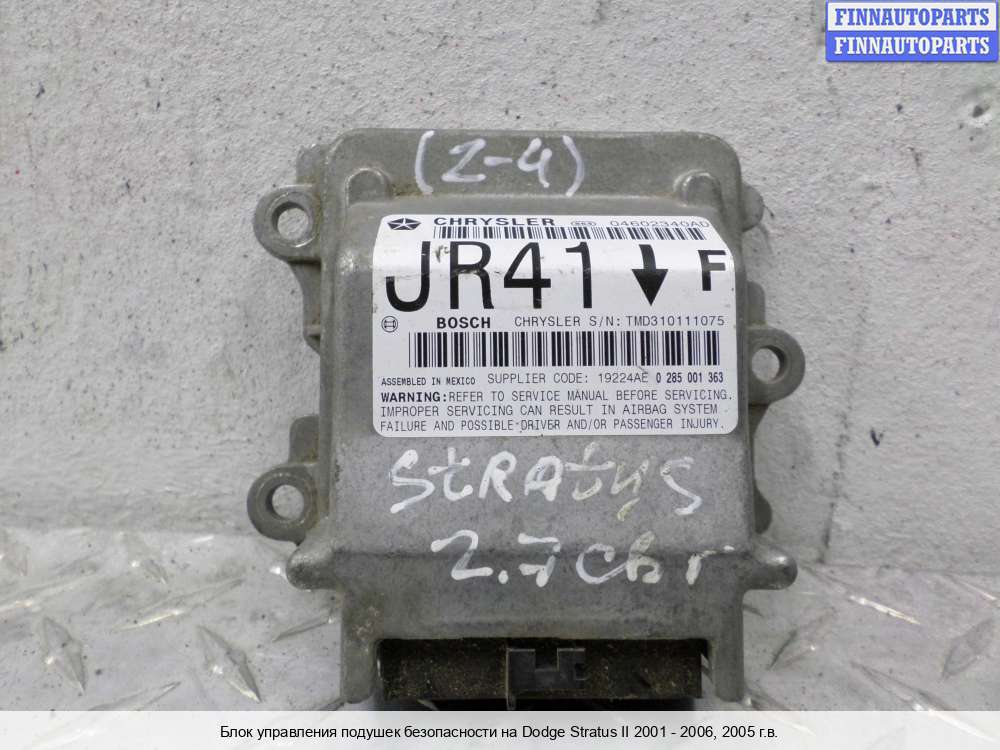 FINNAUTOPARTS
FINNAUTOPARTS
(2-4)
CHRYSLER 04602340AD
JR41 F
BOSCH CHRYSLER S/N: TMD310111075
ASSEMBLED IN MEXICO SUPPLIER CODE: 19224AE 0 285 001 363
WARNING:REFER TO SERVICE MANUAL BEFORE SERVICING.
IMPROPER SERVICING CAN RESULT IN AIRBAG SYSTEM
FAILURE AND POSSIBLE DRIVER AND/OR PASSENGER INJURY.
StRAtuS
2.7
Блок управления подушек безопасности на Dodge Stratus II 2001 - 2006, 2005 г.в.